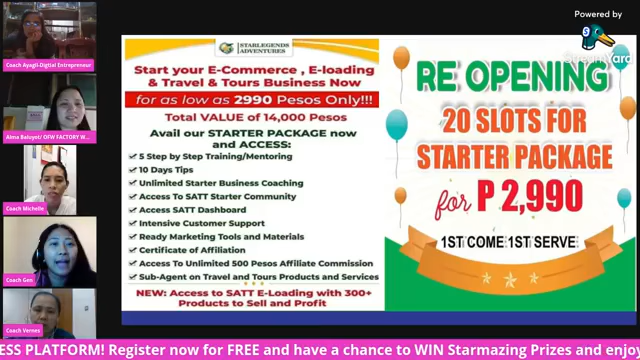 Powered by
StreamYard
Coach Ayagli-Digtial Entrepreneur
Alma Baluyot/ OFW FACTORY W...
Coach Michelle
Coach Gen
Coach Vernes
STARLEGENDS
ADVENTURES
Start your E-Commerce , E-loading
& Travel & Tours Business Now
for as low as 2990 Pesos Only!!!
Total VALUE of 14,000 Pesos
Avail our STARTER PACKAGE now
and ACCESS:
5 Step by Step Training/Mentoring
10 Days Tips
Unlimited Starter Business Coaching
Access To SATT Starter Community
Access SATT Dashboard
Intensive Customer Support
Ready Marketing Tools and Materials
Certificate of Affiliation
Access To Unlimited 500 Pesos Affiliate Commission
Sub-Agent on Travel and Tours Products and Services
NEW: Access to SATT E-Loading with 300+
Products to Sell and Profit
RE OPENING
20 SLOTS FOR
STARTER PACKAGE
for P 2,990
1ST COME 1ST SERVE
ESS PLATFORM! Register now for FREE and have a chance to WIN Starmazing Prizes and enjoy